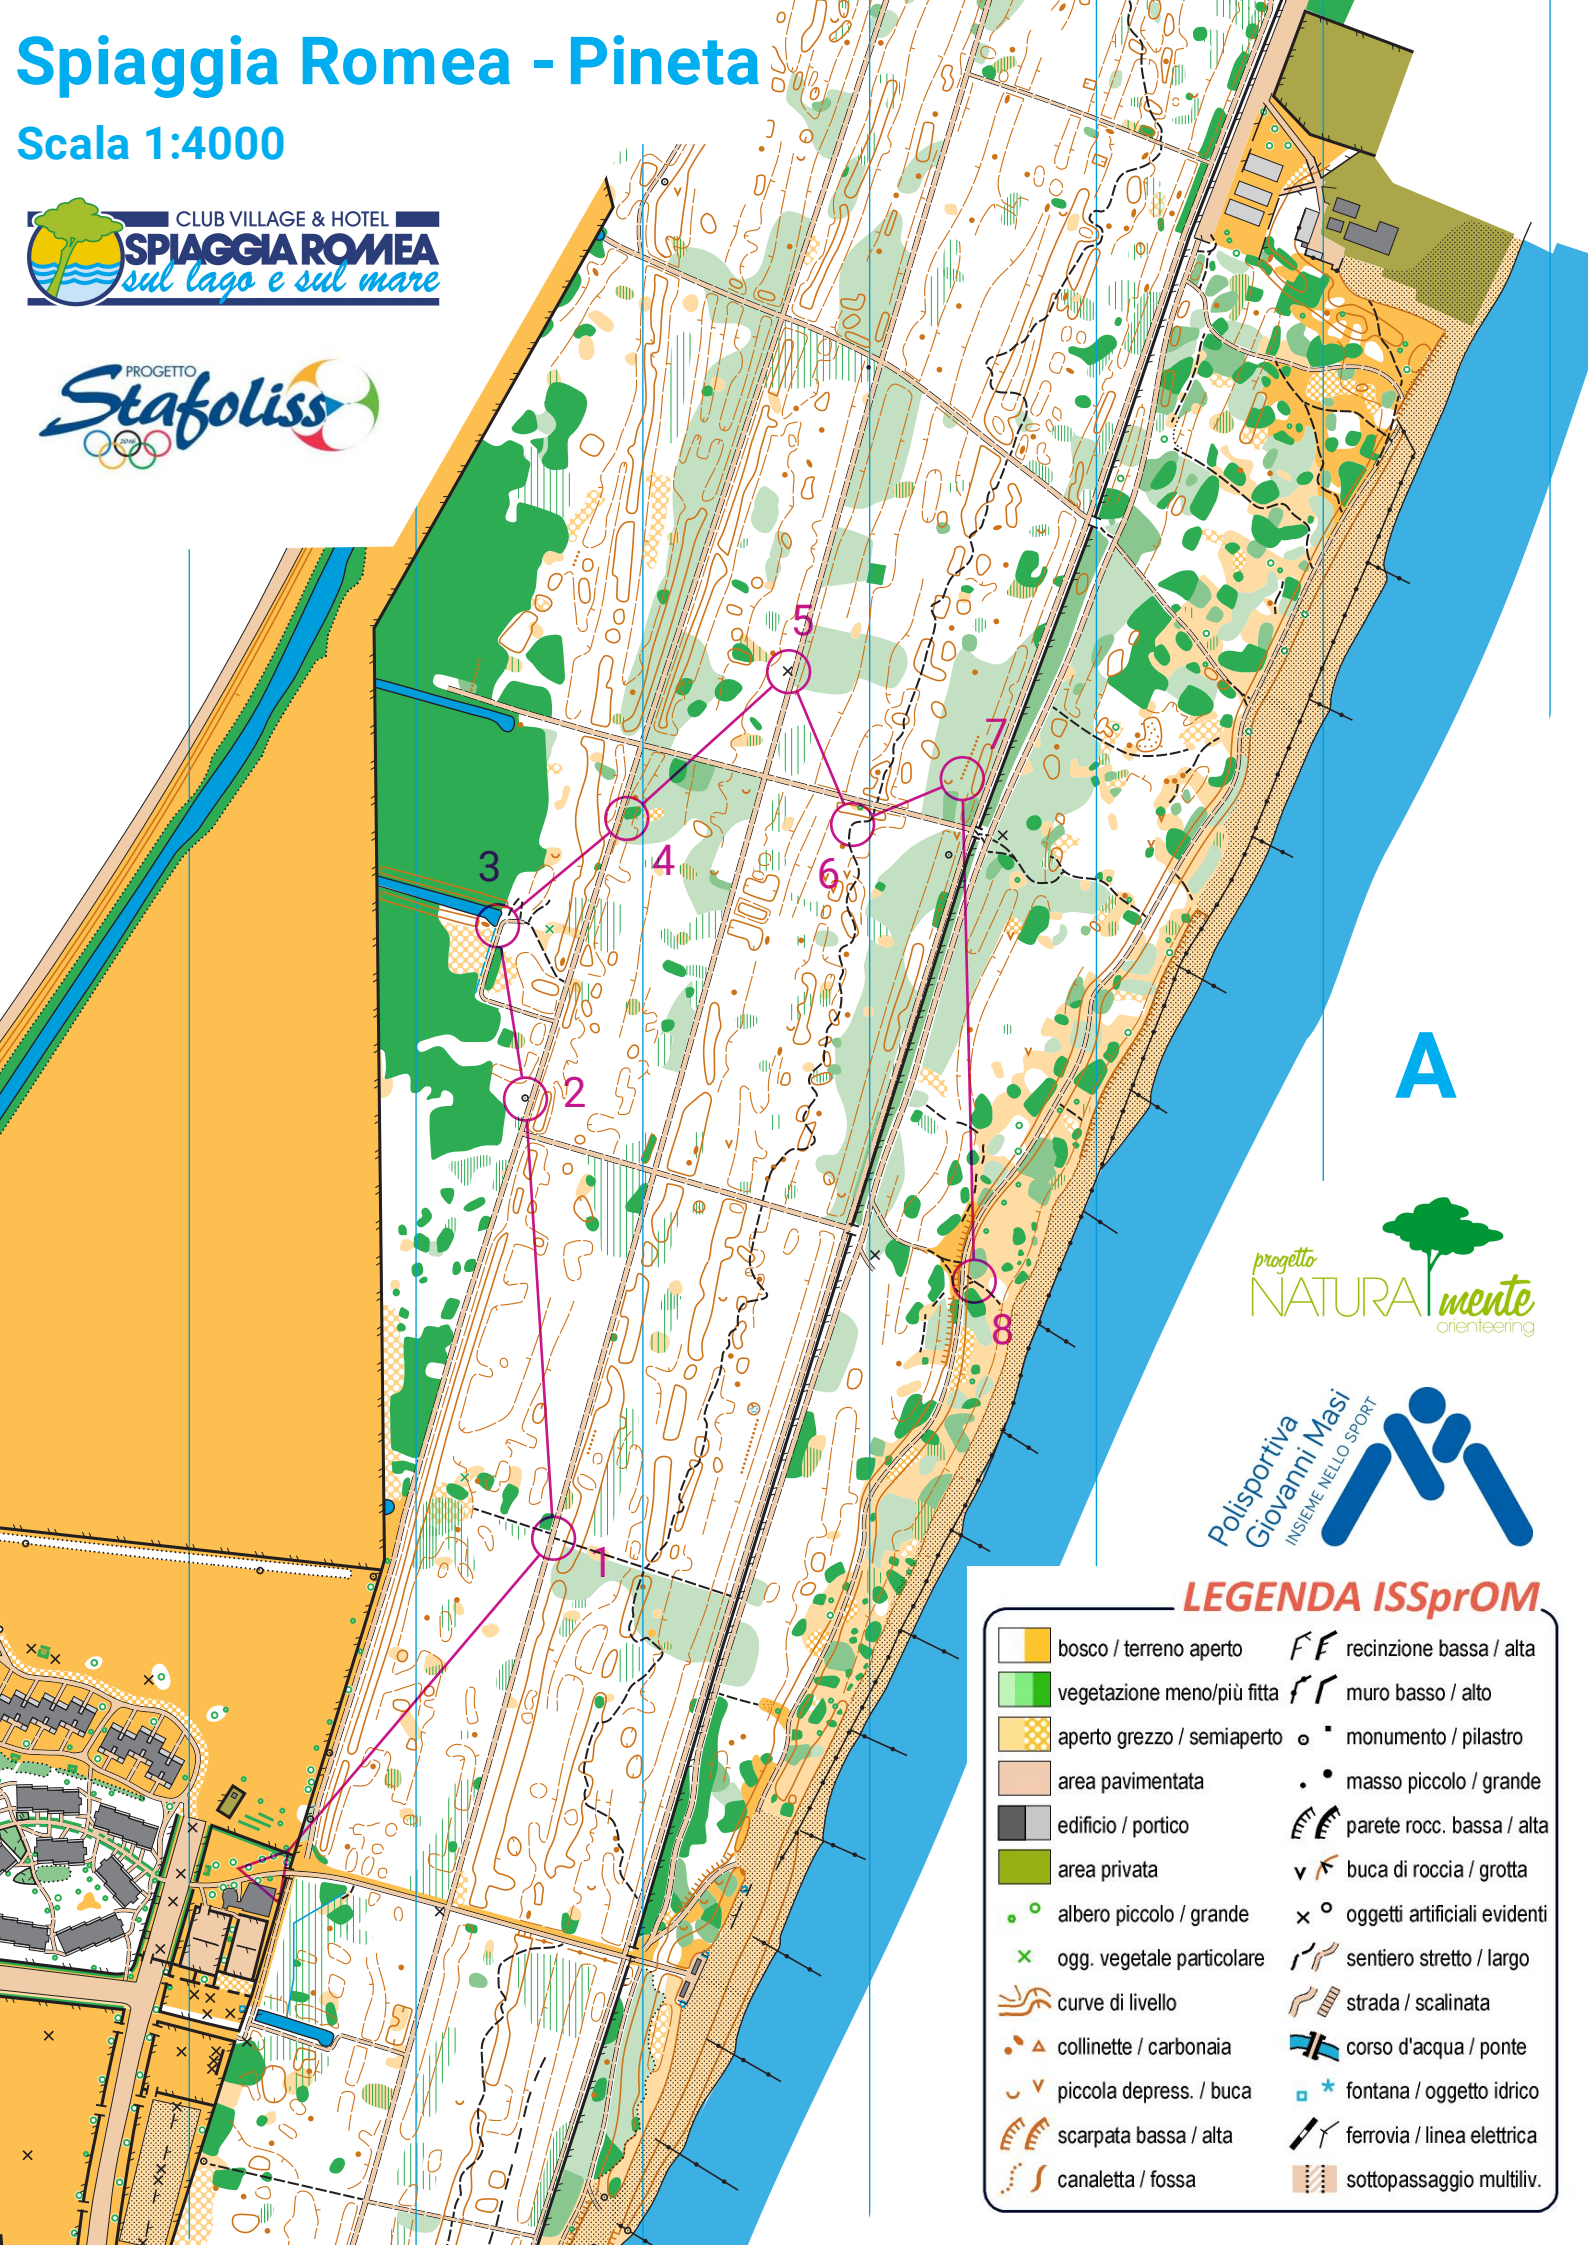 Spiaggia Romea - Pineta
Scala 1:4000
CLUB VILLAGE & HOTEL
SPIAGGIA ROMEA
sul lago e sul mare
PROGETTO
Stafoliss
2016
5
7
3
4
6
2
8
1
A
progetto
NATURA mente
orienteering
Polisportiva
Giovanni Masi
INSIEME NELLO SPORT
LEGENDA ISSprOM
bosco / terreno aperto
vegetazione meno/più fitta
aperto grezzo / semiaperto
area pavimentata
edificio / portico
area privata
albero piccolo / grande
ogg. vegetale particolare
curve di livello
collinette / carbonaia
piccola depress. / buca
scarpata bassa / alta
canaletta / fossa
recinzione bassa / alta
muro basso / alto
monumento / pilastro
masso piccolo / grande
parete rocc. bassa / alta
buca di roccia / grotta
oggetti artificiali evidenti
sentiero stretto / largo
strada / scalinata
corso d'acqua / ponte
fontana / oggetto idrico
ferrovia / linea elettrica
sottopassaggio multiliv.